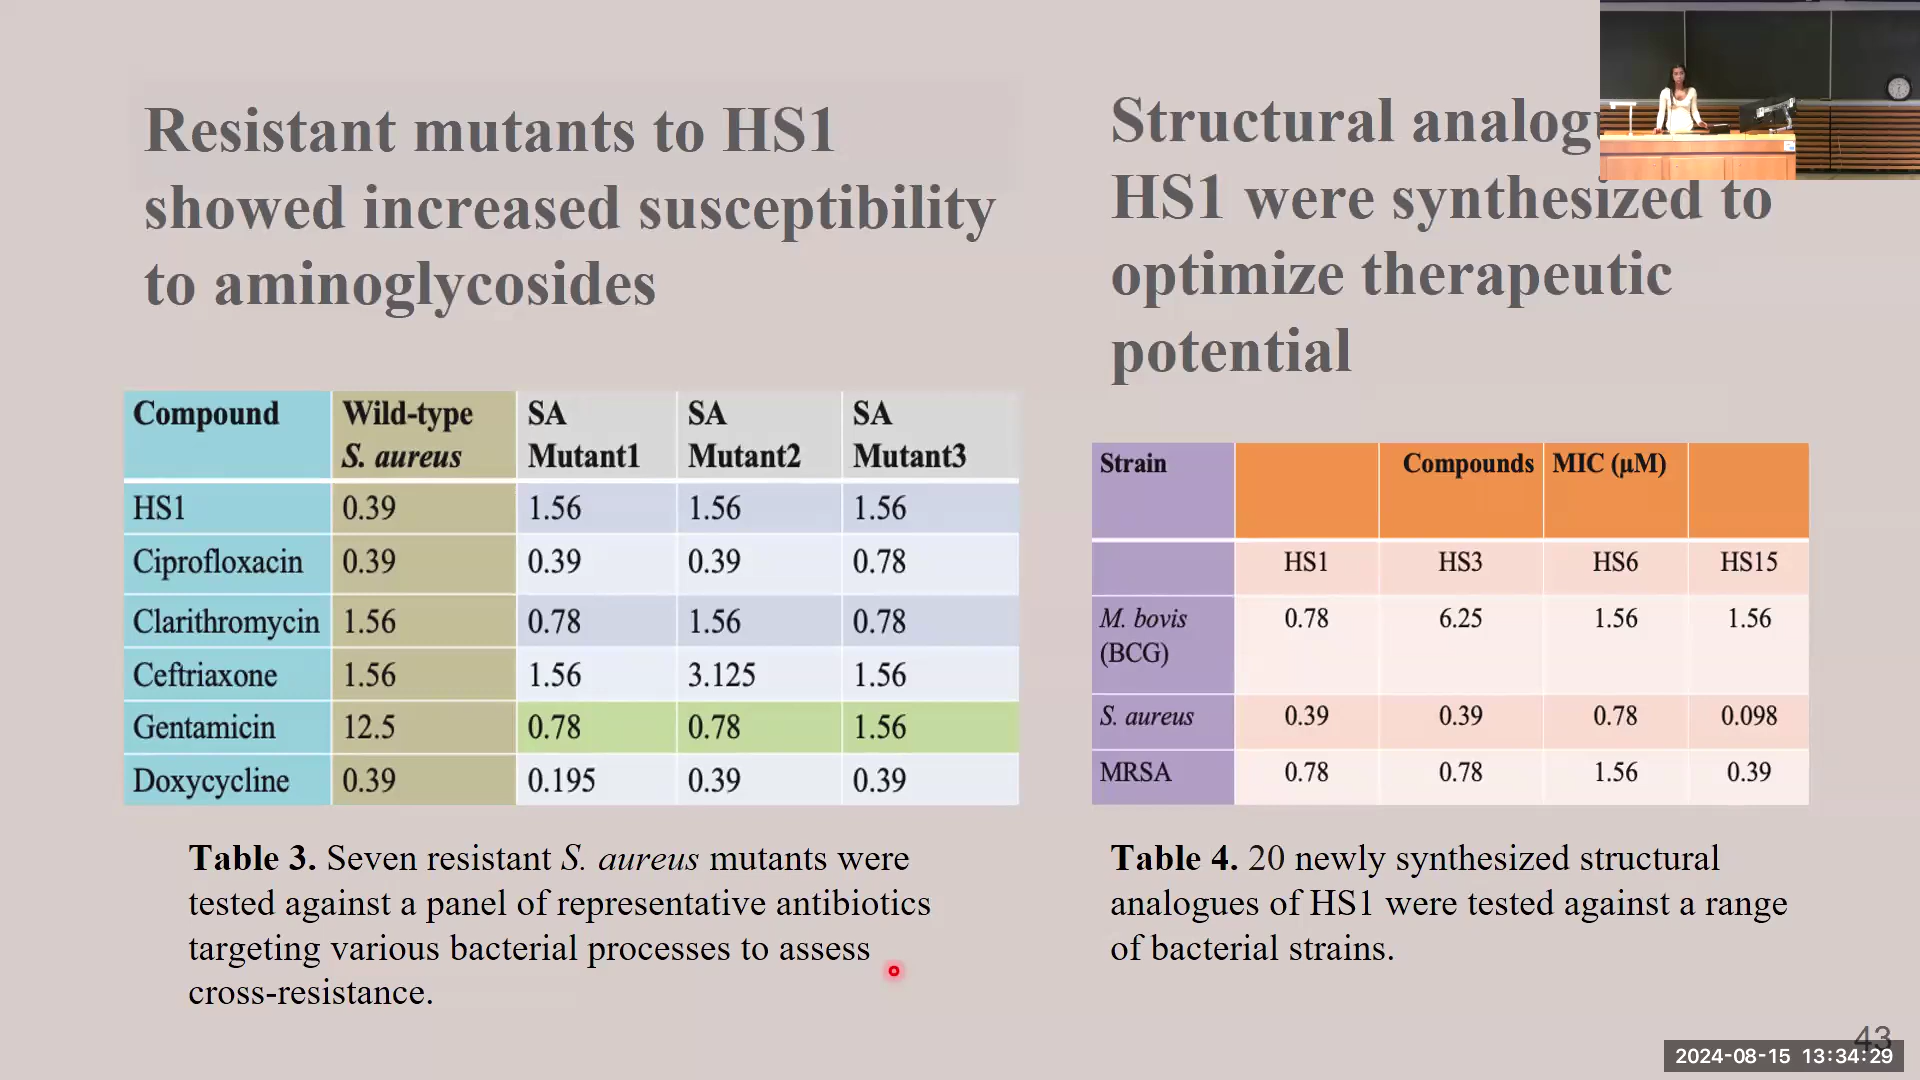 Resistant mutants to HS1
showed increased susceptibility
to aminoglycosides
Structural
HS1 were synthesized to
optimize therapeutic
potential
Compound Wild-type S. aureus SA Mutant1 SA Mutant2 SA Mutant3
HS1 0.39 1.56 1.56 1.56
Ciprofloxacin 0.39 0.39 0.39 0.78
Clarithromycin 1.56 0.78 1.56 0.78
Ceftriaxone 1.56 1.56 3.125 1.56
Gentamicin 12.5 0.78 0.78 1.56
Doxycycline 0.39 0.195 0.39 0.39
Table 3. Seven resistant S. aureus mutants were
tested against a panel of representative antibiotics
targeting various bacterial processes to assess
cross-resistance.
Strain Compounds MIC (µM)
HS1 HS3 HS6 HS15
M. bovis (BCG) 0.78 6.25 1.56 1.56
S. aureus 0.39 0.39 0.78 0.098
MRSA 0.78 0.78 1.56 0.39
Table 4. 20 newly synthesized structural
analogues of HS1 were tested against a range
of bacterial strains.
43
2024-08-15 13:34:29